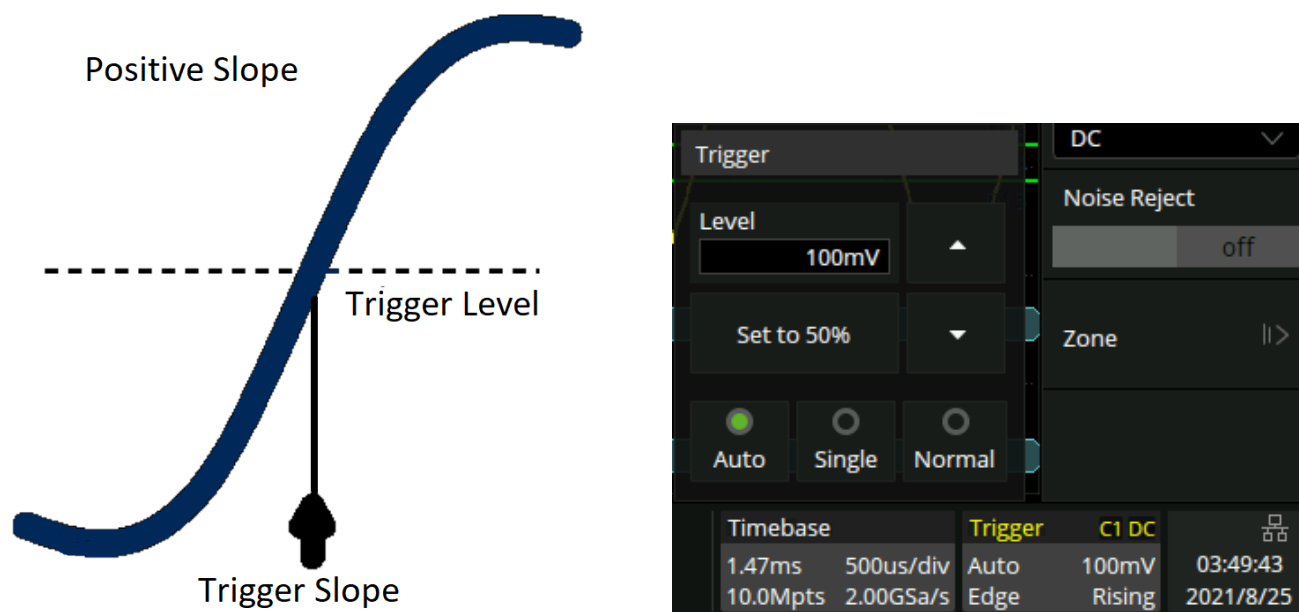 Positive Slope
Trigger Level
Trigger Slope
DC
Trigger
Noise Reject
Level
100mV
off
Set to 50%
Zone
Auto Single Normal
Timebase Trigger C1 DC
1.47ms 500us/div Auto 100mV 03:49:43
10.0Mpts 2.00GSa/s Edge Rising 2021/8/25